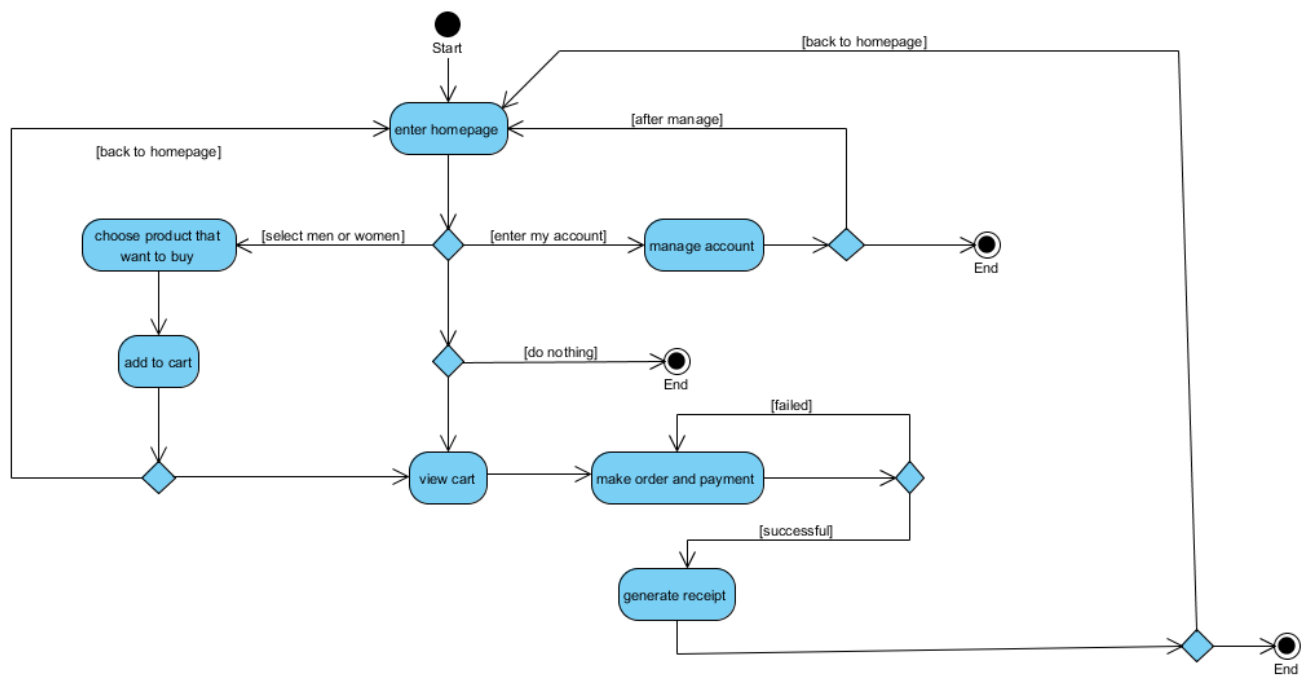 [back to homepage]
Start
[after manage]
enter homepage
[back to homepage]
choose product that
want to buy
[select men or women]
[enter my account]
manage account
End
[do nothing]
add to cart
End
[failed]
view cart
make order and payment
[successful]
generate receipt
End